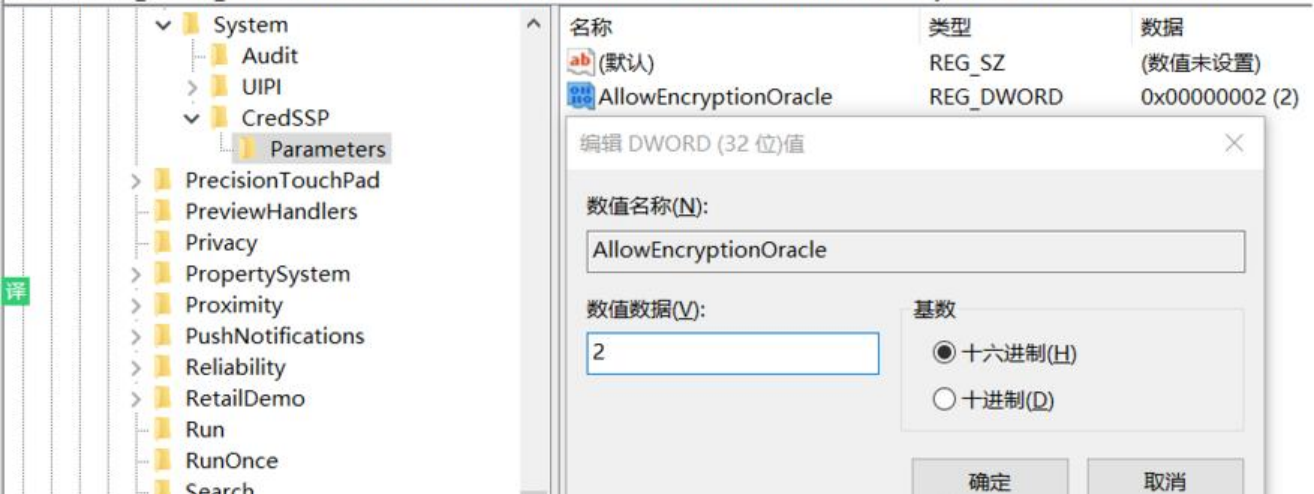 System
Audit
UIPI
CredSSP
Parameters
PrecisionTouchPad
PreviewHandlers
Privacy
PropertySystem
Proximity
PushNotifications
Reliability
RetailDemo
Run
RunOnce
Search
译
名称 类型 数据
ab (默认) REG_SZ (数值未设置)
AllowEncryptionOracle REG_DWORD 0x00000002 (2)
编辑 DWORD (32 位)值
数值名称(N):
AllowEncryptionOracle
数值数据(V): 基数
2
十六进制(H)
十进制(D)
确定 取消